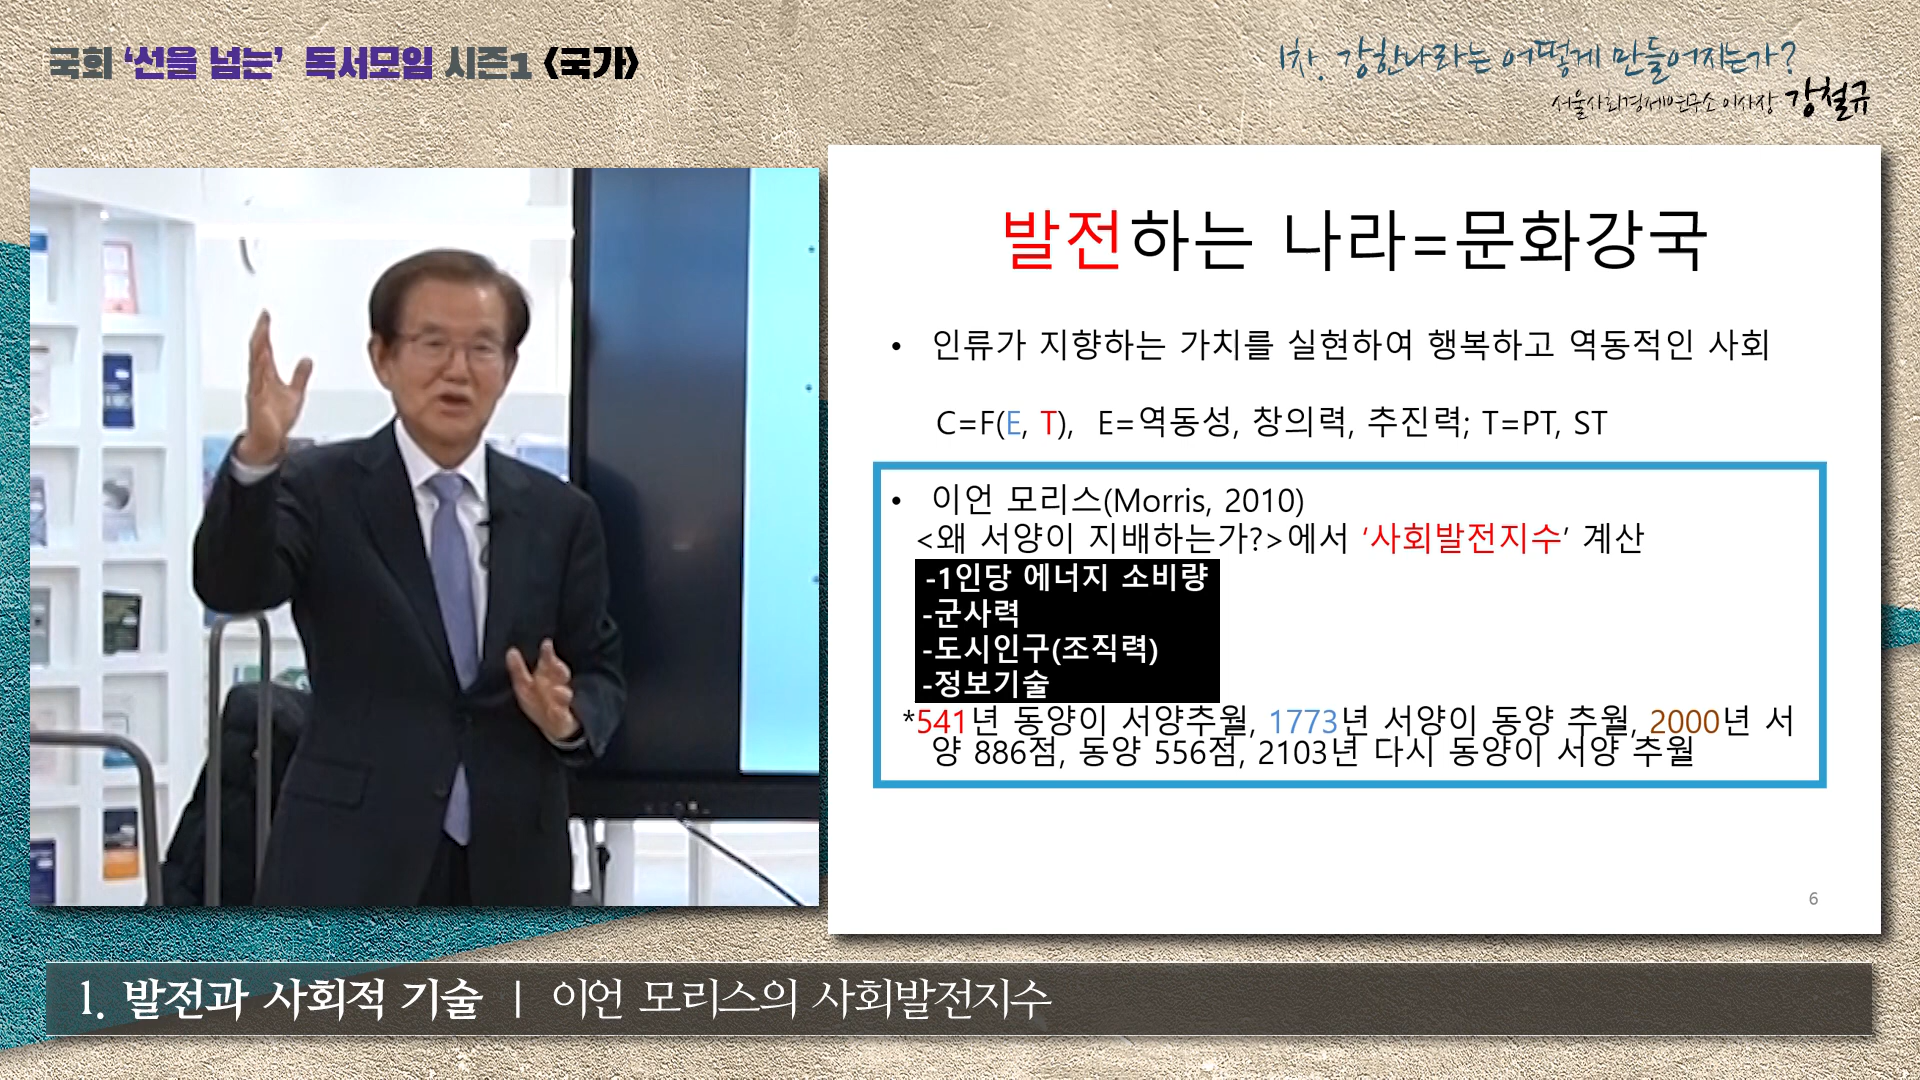 국회 '선을 넘는' 독서모임 시즌1 <국가>
1차. 강한나라는 어떻게 만들어지는가?
서울사회경제연구소 이사장 강철규
발전하는 나라=문화강국
• 인류가 지향하는 가치를 실현하여 행복하고 역동적인 사회
C=F(E, T), E=역동성, 창의력, 추진력; T=PT, ST
• 이언 모리스(Morris, 2010)
<왜 서양이 지배하는가?>에서 '사회발전지수' 계산
-1인당 에너지 소비량
-군사력
-도시인구(조직력)
-정보기술
*541년 동양이 서양추월, 1773년 서양이 동양 추월, 2000년 서
양 886점, 동양 556점, 2103년 다시 동양이 서양 추월
6
1. 발전과 사회적 기술 | 이언 모리스의 사회발전지수